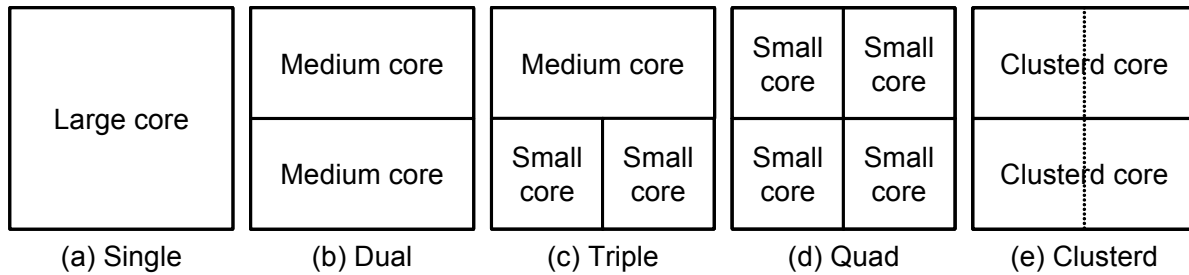 Large core
(a) Single
Medium core
Medium core
(b) Dual
Medium core
Small
core
Small
core
(c) Triple
Small
core
Small
core
Small
core
Small
core
(d) Quad
Clusterd core
Clusterd core
(e) Clusterd